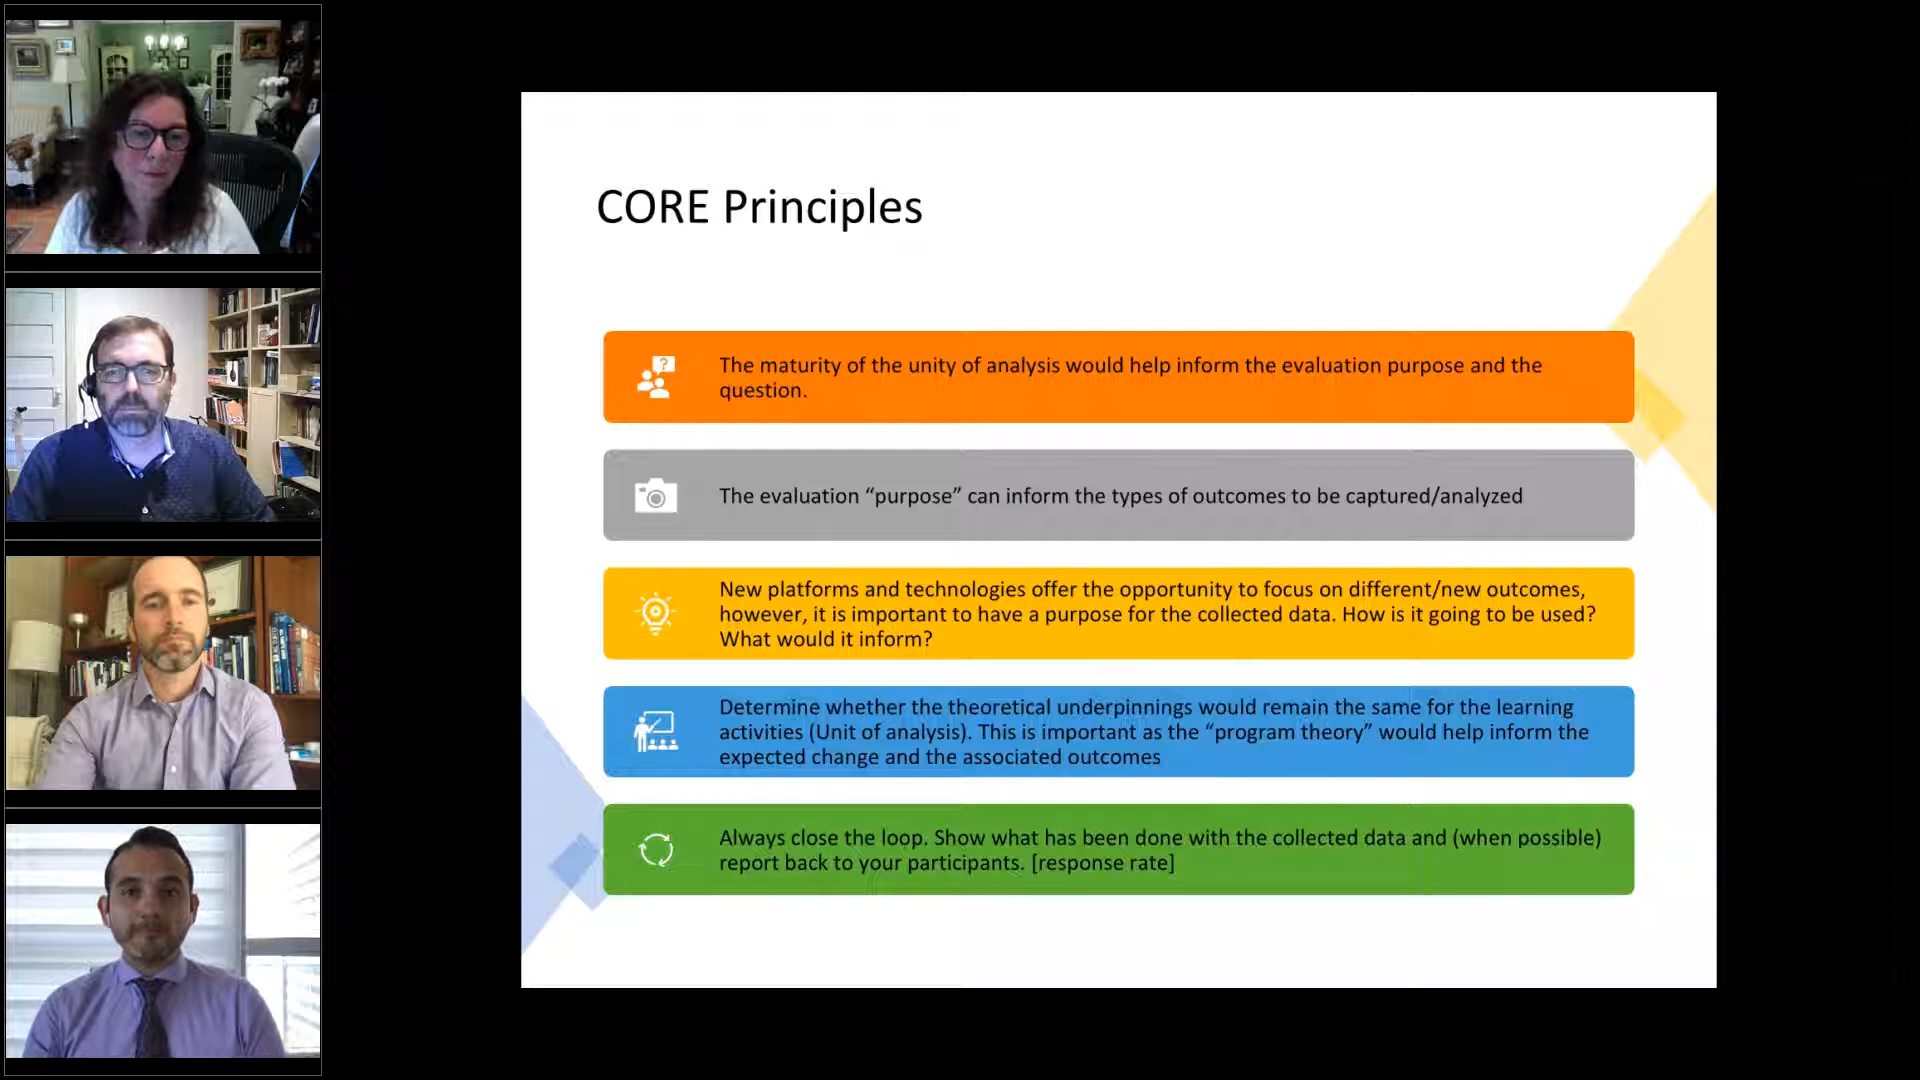 CORE Principles
The maturity of the unity of analysis would help inform the evaluation purpose and the
question.
The evaluation “purpose” can inform the types of outcomes to be captured/analyzed
New platforms and technologies offer the opportunity to focus on different/new outcomes,
however, it is important to have a purpose for the collected data. How is it going to be used?
What would it inform?
Determine whether the theoretical underpinnings would remain the same for the learning
activities (Unit of analysis). This is important as the “program theory” would help inform the
expected change and the associated outcomes
Always close the loop. Show what has been done with the collected data and (when possible)
report back to your participants. [response rate]